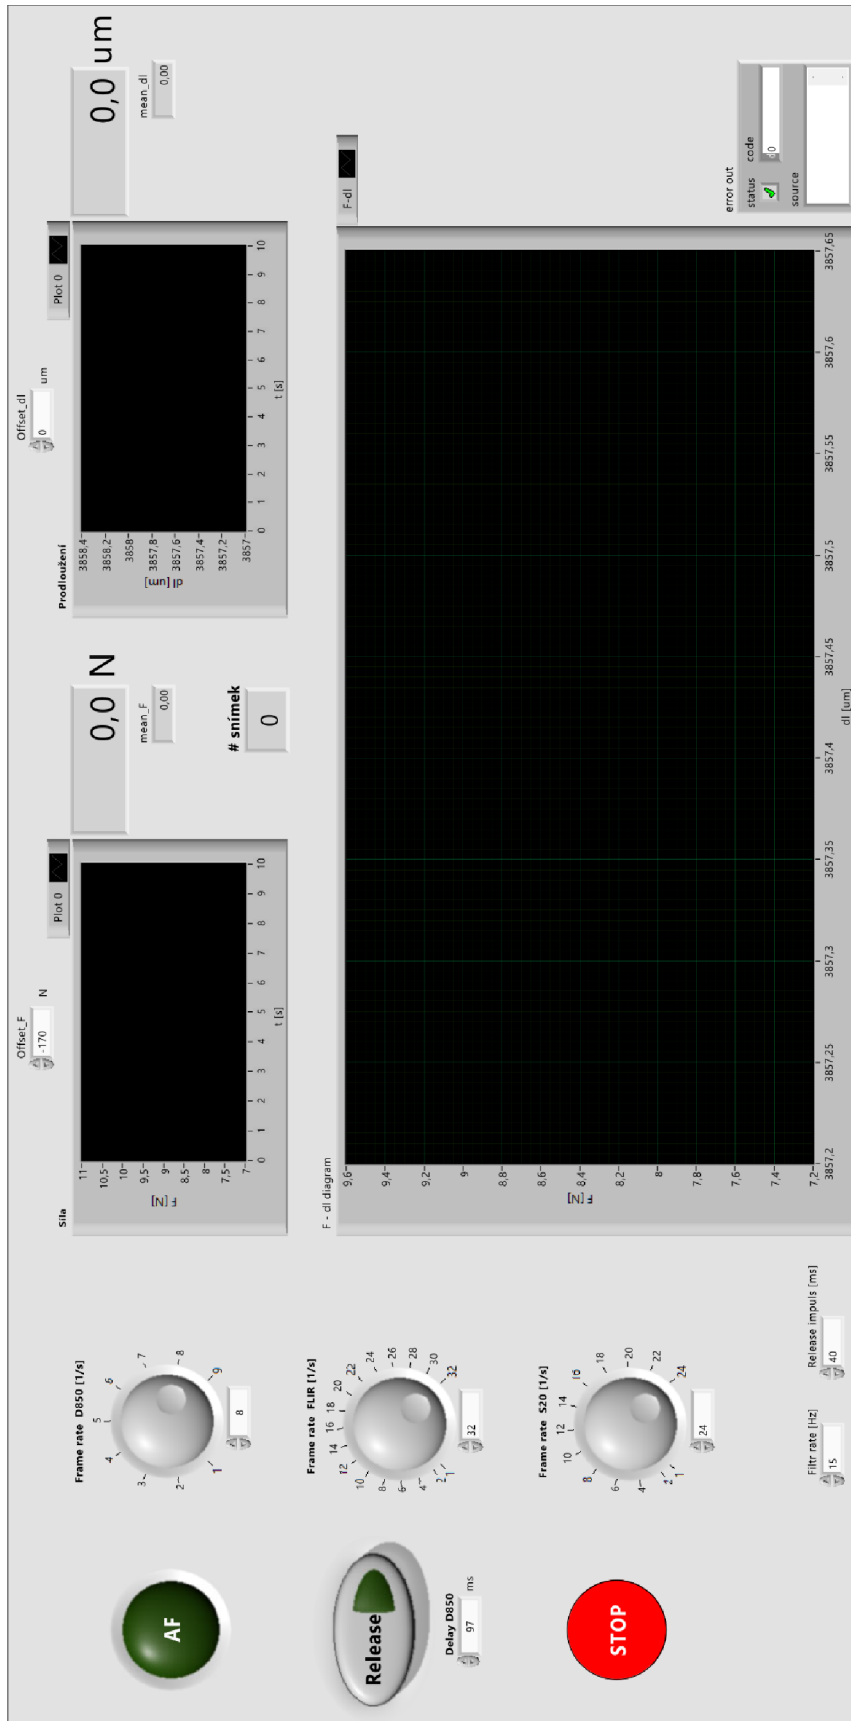 AF
Release
Delay D850
97 ms
STOP
Frame rate D850 [1/s]
1 2 3 4 5 6 7 8 9
8
Frame rate FLIR [1/s]
1 2 4 6 8 10 12 14 16 18 20 22 24 26 28 30 32
32
Frame rate S20 [1/s]
1 2 4 6 8 10 12 14 16 18 20 22 24
24
Filtr rate [Hz]
15
Release impuls [ms]
40
Offset_F
-170 N
Síla
Plot 0
F [N]
11
10,5
10
9,5
9
8,5
8
7,5
7
0 1 2 3 4 5 6 7 8 9 10
t [s]
0,0 N
mean_F
0,00
# snímek
0
Offset_dl
0 um
Prodloužení
Plot 0
dl [um]
3858,4
3858,2
3858
3857,8
3857,6
3857,4
3857,2
3857
0 1 2 3 4 5 6 7 8 9 10
t [s]
0,0 um
mean_dl
0,00
F - dl diagram
F-dl
F [N]
9,6
9,4
9,2
9
8,8
8,6
8,4
8,2
8
7,8
7,6
7,4
7,2
3857,2 3857,25 3857,3 3857,35 3857,4 3857,45 3857,5 3857,55 3857,6 3857,65
dl [um]
error out
status code
d0
source